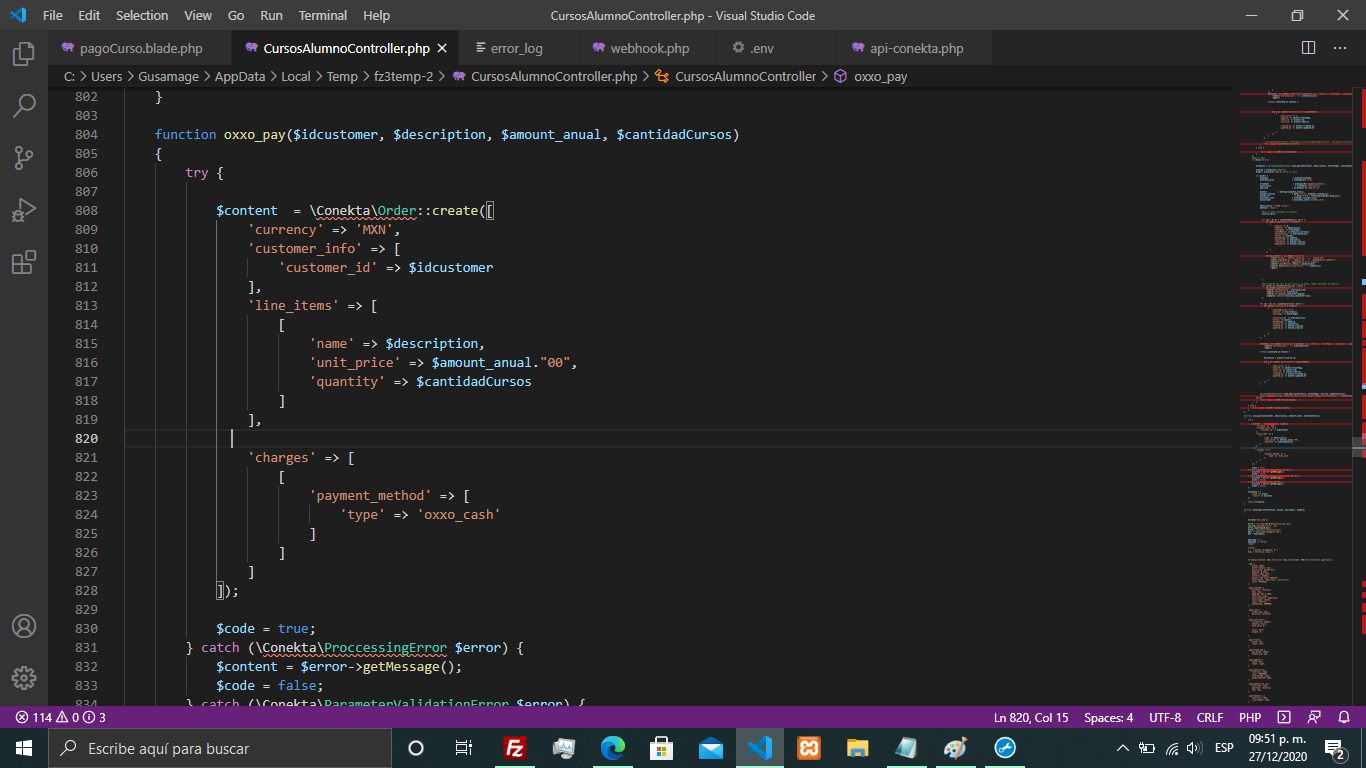 File Edit Selection View Go Run Terminal Help CursosAlumnoController.php - Visual Studio Code
pagoCurso.blade.php CursosAlumnoController.php error_log webhook.php .env api-conekta.php
C: > Users > Gusamage > AppData > Local > Temp > fz3temp-2 > CursosAlumnoController.php > CursosAlumnoController > oxxo_pay
802 }
803
804 function oxxo_pay($idcustomer, $description, $amount_anual, $cantidadCursos)
805 {
806 try {
807
808 $content  = \Conekta\Order::create([
809 'currency' => 'MXN',
810 'customer_info' => [
811 'customer_id' => $idcustomer
812 ],
813 'line_items' => [
814 [
815 'name' => $description,
816 'unit_price' => $amount_anual."00",
817 'quantity' => $cantidadCursos
818 ]
819 ],
820
821 'charges' => [
822 [
823 'payment_method' => [
824 'type' => 'oxxo_cash'
825 ]
826 ]
827 ]
828 ]);
829
830 $code = true;
831 } catch (\Conekta\ProccessingError $error) {
832 $content = $error->getMessage();
833 $code = false;
834 } catch (\Conekta\ParameterValidationError $error) {
114 0 3 Ln 820, Col 15 Spaces: 4 UTF-8 CRLF PHP
Escribe aquí para buscar ESP 09:51 p. m.
27/12/2020 2